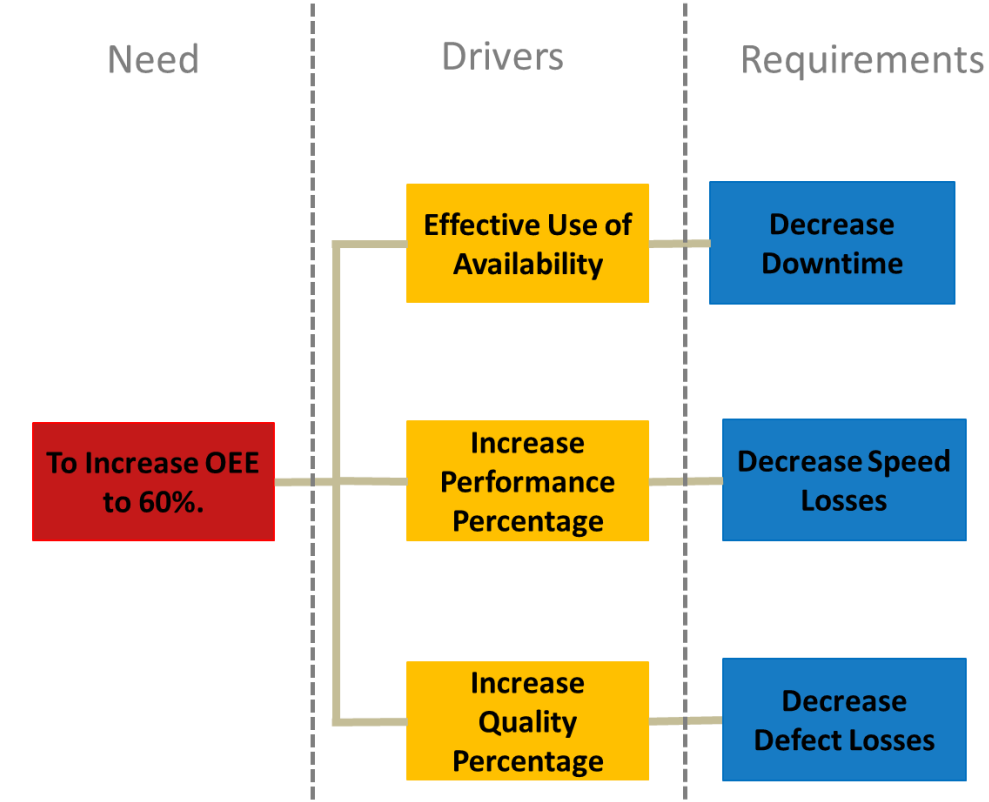 Need
Drivers
Requirements
Effective Use of
Availability
Decrease
Downtime
To Increase OEE
to 60%.
Increase
Performance
Percentage
Decrease Speed
Losses
Increase
Quality
Percentage
Decrease
Defect Losses